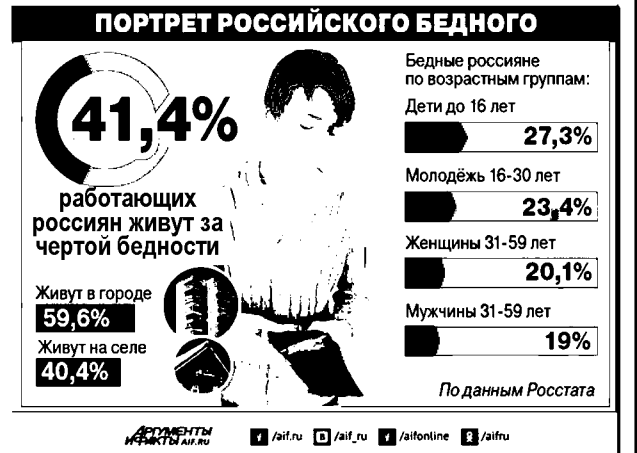 ПОРТРЕТ РОССИЙСКОГО БЕДНОГО
41,4%
работающих
россиян живут за
чертой бедности
Живут в городе
59,6%
Живут на селе
40,4%
Бедные россияне
по возрастным группам:
Дети до 16 лет
27,3%
Молодёжь 16-30 лет
23,4%
Женщины 31-59 лет
20,1%
Мужчины 31-59 лет
19%
По данным Росстата
АРГУМЕНТЫ
И ФАКТЫ AIF.RU
f /aif.ru В /aif_ru t /aifonline /aifru